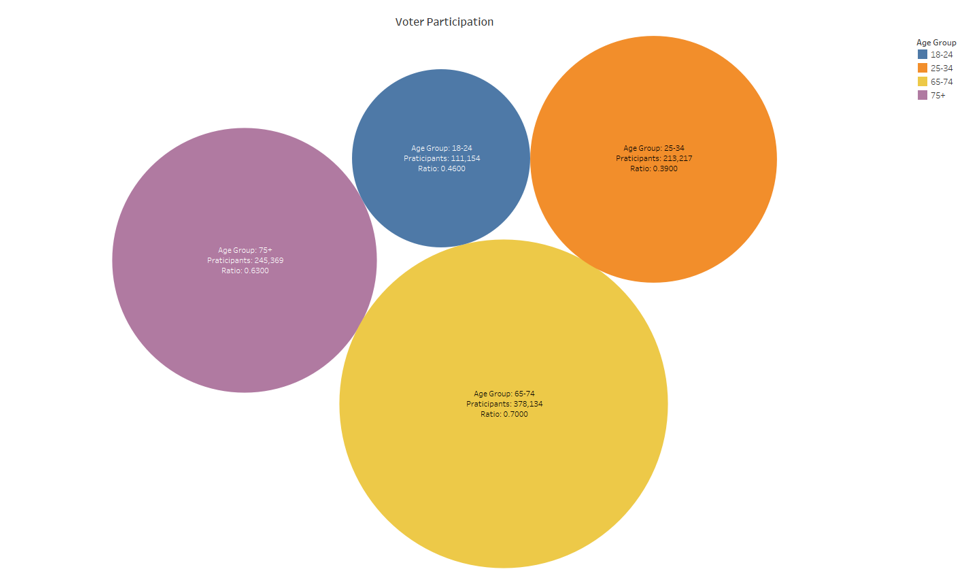 Voter Participation
Age Group
18-24
25-34
65-74
75+
Age Group: 18-24
Praticipants: 111,154
Ratio: 0.4600
Age Group: 25-34
Praticipants: 213,217
Ratio: 0.3900
Age Group: 75+
Praticipants: 245,369
Ratio: 0.6300
Age Group: 65-74
Praticipants: 378,134
Ratio: 0.7000